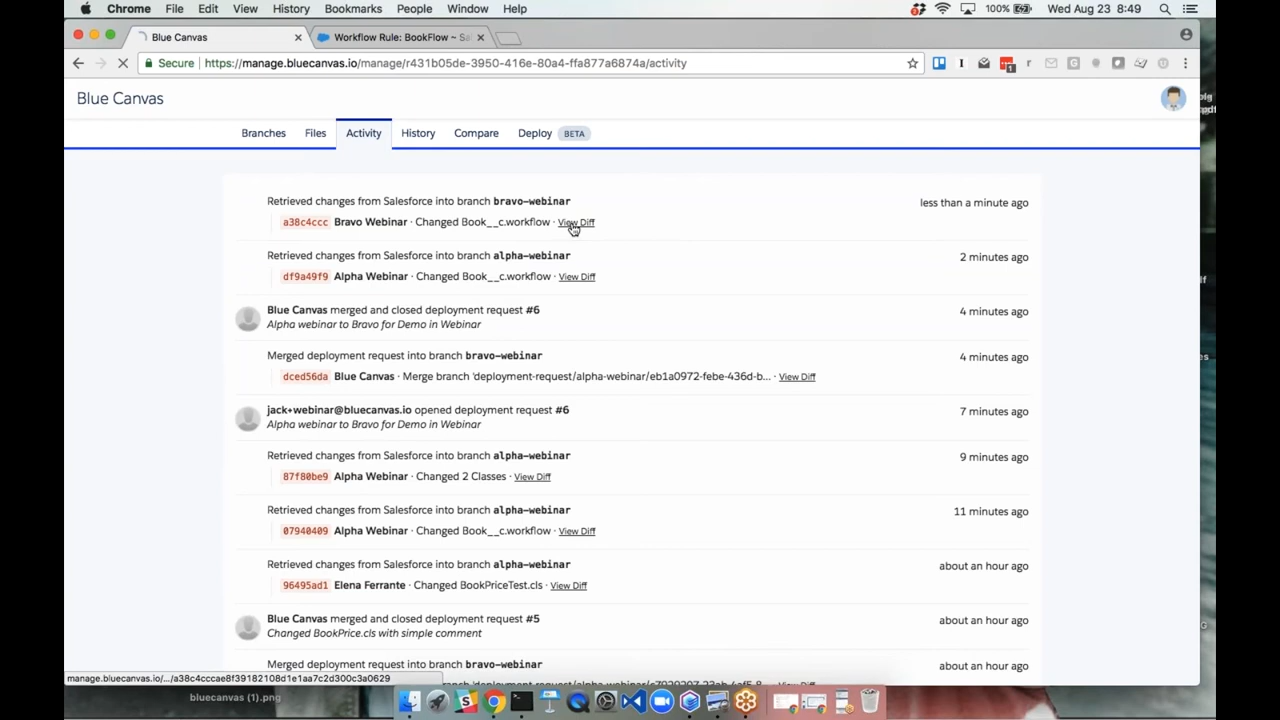 Chrome File Edit View History Bookmarks People Window Help 100% Wed Aug 23 8:49
Blue Canvas Workflow Rule: BookFlow ~ Sa
Secure https://manage.bluecanvas.io/manage/r431b05de-3950-416e-80a4-ffa877a6874a/activity
Blue Canvas
Branches Files Activity History Compare Deploy BETA
Retrieved changes from Salesforce into branch bravo-webinar less than a minute ago
a38c4ccc Bravo Webinar · Changed Book__c.workflow · View Diff
Retrieved changes from Salesforce into branch alpha-webinar 2 minutes ago
df9a49f9 Alpha Webinar · Changed Book__c.workflow · View Diff
Blue Canvas merged and closed deployment request #6 4 minutes ago
Alpha webinar to Bravo for Demo in Webinar
Merged deployment request into branch bravo-webinar 4 minutes ago
dced56da Blue Canvas · Merge branch 'deployment-request/alpha-webinar/eb1a0972-febe-436d-b... · View Diff
jack+webinar@bluecanvas.io opened deployment request #6 7 minutes ago
Alpha webinar to Bravo for Demo in Webinar
Retrieved changes from Salesforce into branch alpha-webinar 9 minutes ago
87f80be9 Alpha Webinar · Changed 2 Classes · View Diff
Retrieved changes from Salesforce into branch alpha-webinar 11 minutes ago
07940409 Alpha Webinar · Changed Book__c.workflow · View Diff
Retrieved changes from Salesforce into branch alpha-webinar about an hour ago
96495ad1 Elena Ferrante · Changed BookPriceTest.cls · View Diff
Blue Canvas merged and closed deployment request #5 about an hour ago
Changed BookPrice.cls with simple comment
Merged deployment request into branch bravo-webinar about an hour ago
manage.bluecanvas.io/.../a38c4cccae8f39182108d1e1aa7c2d300c3a0629
bluecanvas (1).png